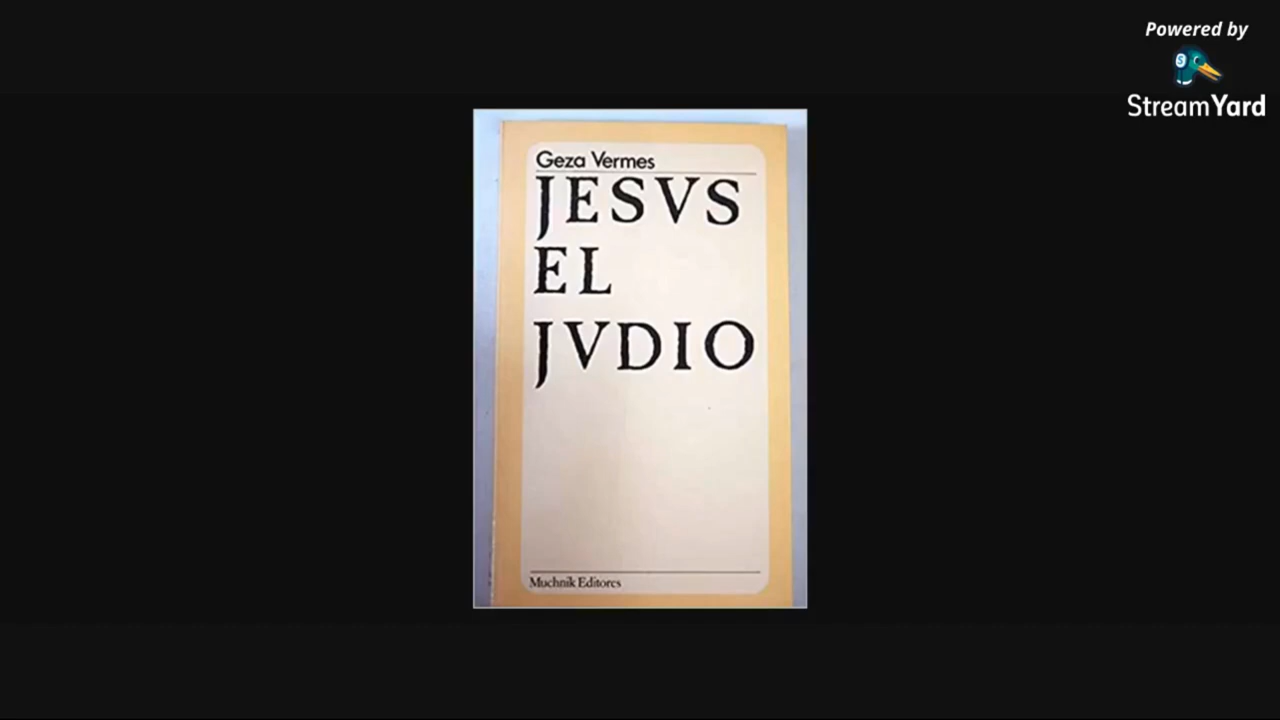 Powered by
StreamYard
Geza Vermes
JESVS
EL
JVDIO
Muchnik Editores